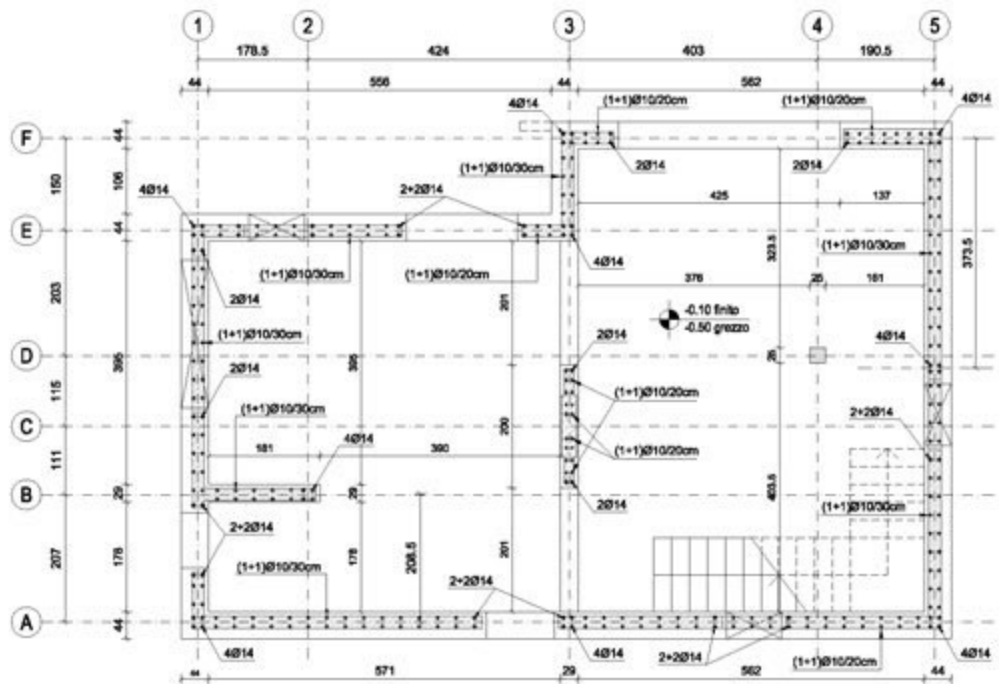 1 2 3 4 5
178.5 424 403 190.5
44 556 44 562 44
4Ø14 (1+1)Ø10/20cm (1+1)Ø10/20cm 4Ø14
F
44
2Ø14 2Ø14
150 106 (1+1)Ø10/30cm
4Ø14 2+2Ø14 425 137
E 44
(1+1)Ø10/30cm
323.5 373.5
4Ø14
(1+1)Ø10/30cm (1+1)Ø10/20cm
376 25 161
203 2Ø14 201
-0.10 finito
-0.50 grezzo
(1+1)Ø10/30cm
2Ø14 4Ø14
D 395 395 25
2Ø14
115 (1+1)Ø10/20cm
(1+1)Ø10/30cm 2+2Ø14
C 4Ø14 200
181 390 (1+1)Ø10/20cm
111
B 29 29 403.5
2Ø14 (1+1)Ø10/30cm
2+2Ø14
207 178 178 208.5 201
(1+1)Ø10/30cm 2+2Ø14
A 44
4Ø14 4Ø14 2+2Ø14 (1+1)Ø10/20cm 4Ø14
44 571 29 562 44